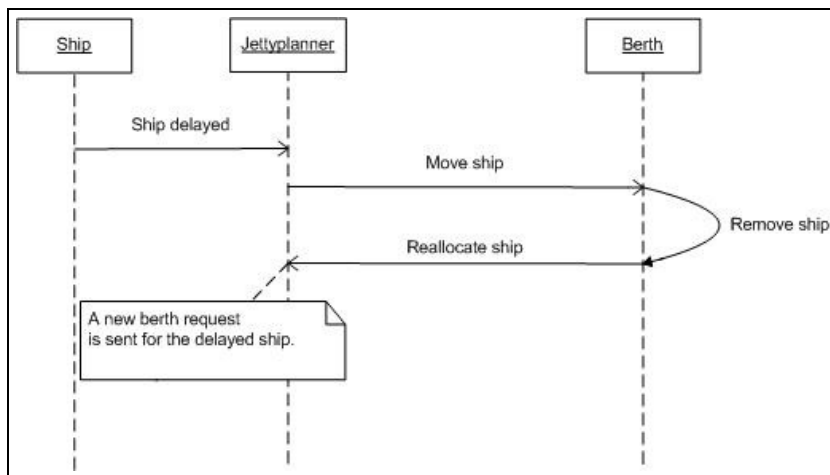 Ship
Jettyplanner
Berth
Ship delayed
Move ship
Remove ship
Reallocate ship
A new berth request
is sent for the delayed ship.